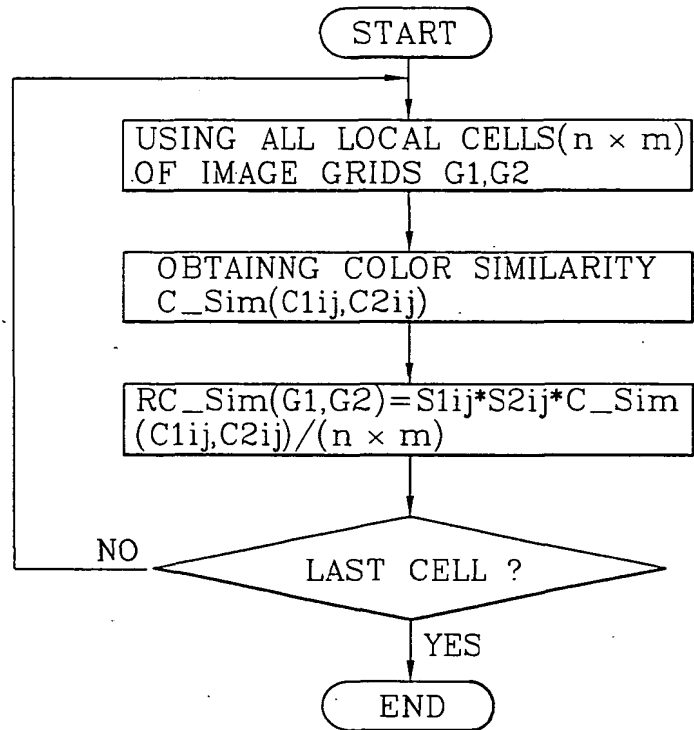 START
USING ALL LOCAL CELLS(n × m)
OF IMAGE GRIDS G1,G2
OBTAINNG COLOR SIMILARITY
C_Sim(C1ij,C2ij)
RC_Sim(G1,G2)=S1ij*S2ij*C_Sim
(C1ij,C2ij)/(n × m)
NO
LAST CELL ?
YES
END